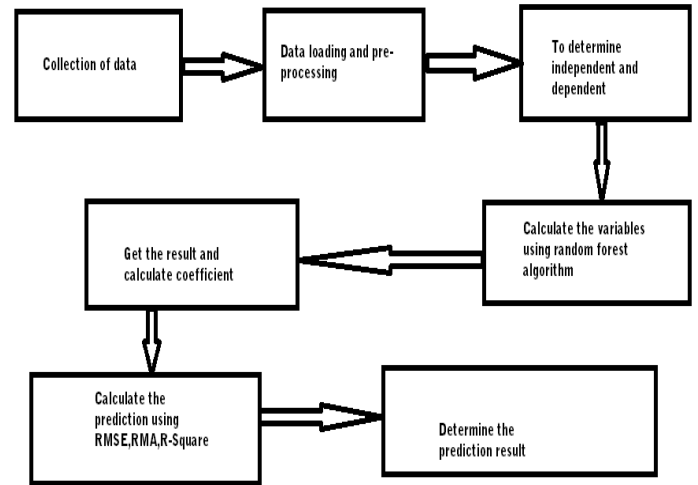 Collection of data
Data loading and pre-
processing
To determine
independent and
dependent
Calculate the variables
using random forest
algorithm
Get the result and
calculate coefficient
Calculate the
prediction using
RMSE,RMA,R-Square
Determine the
prediction result